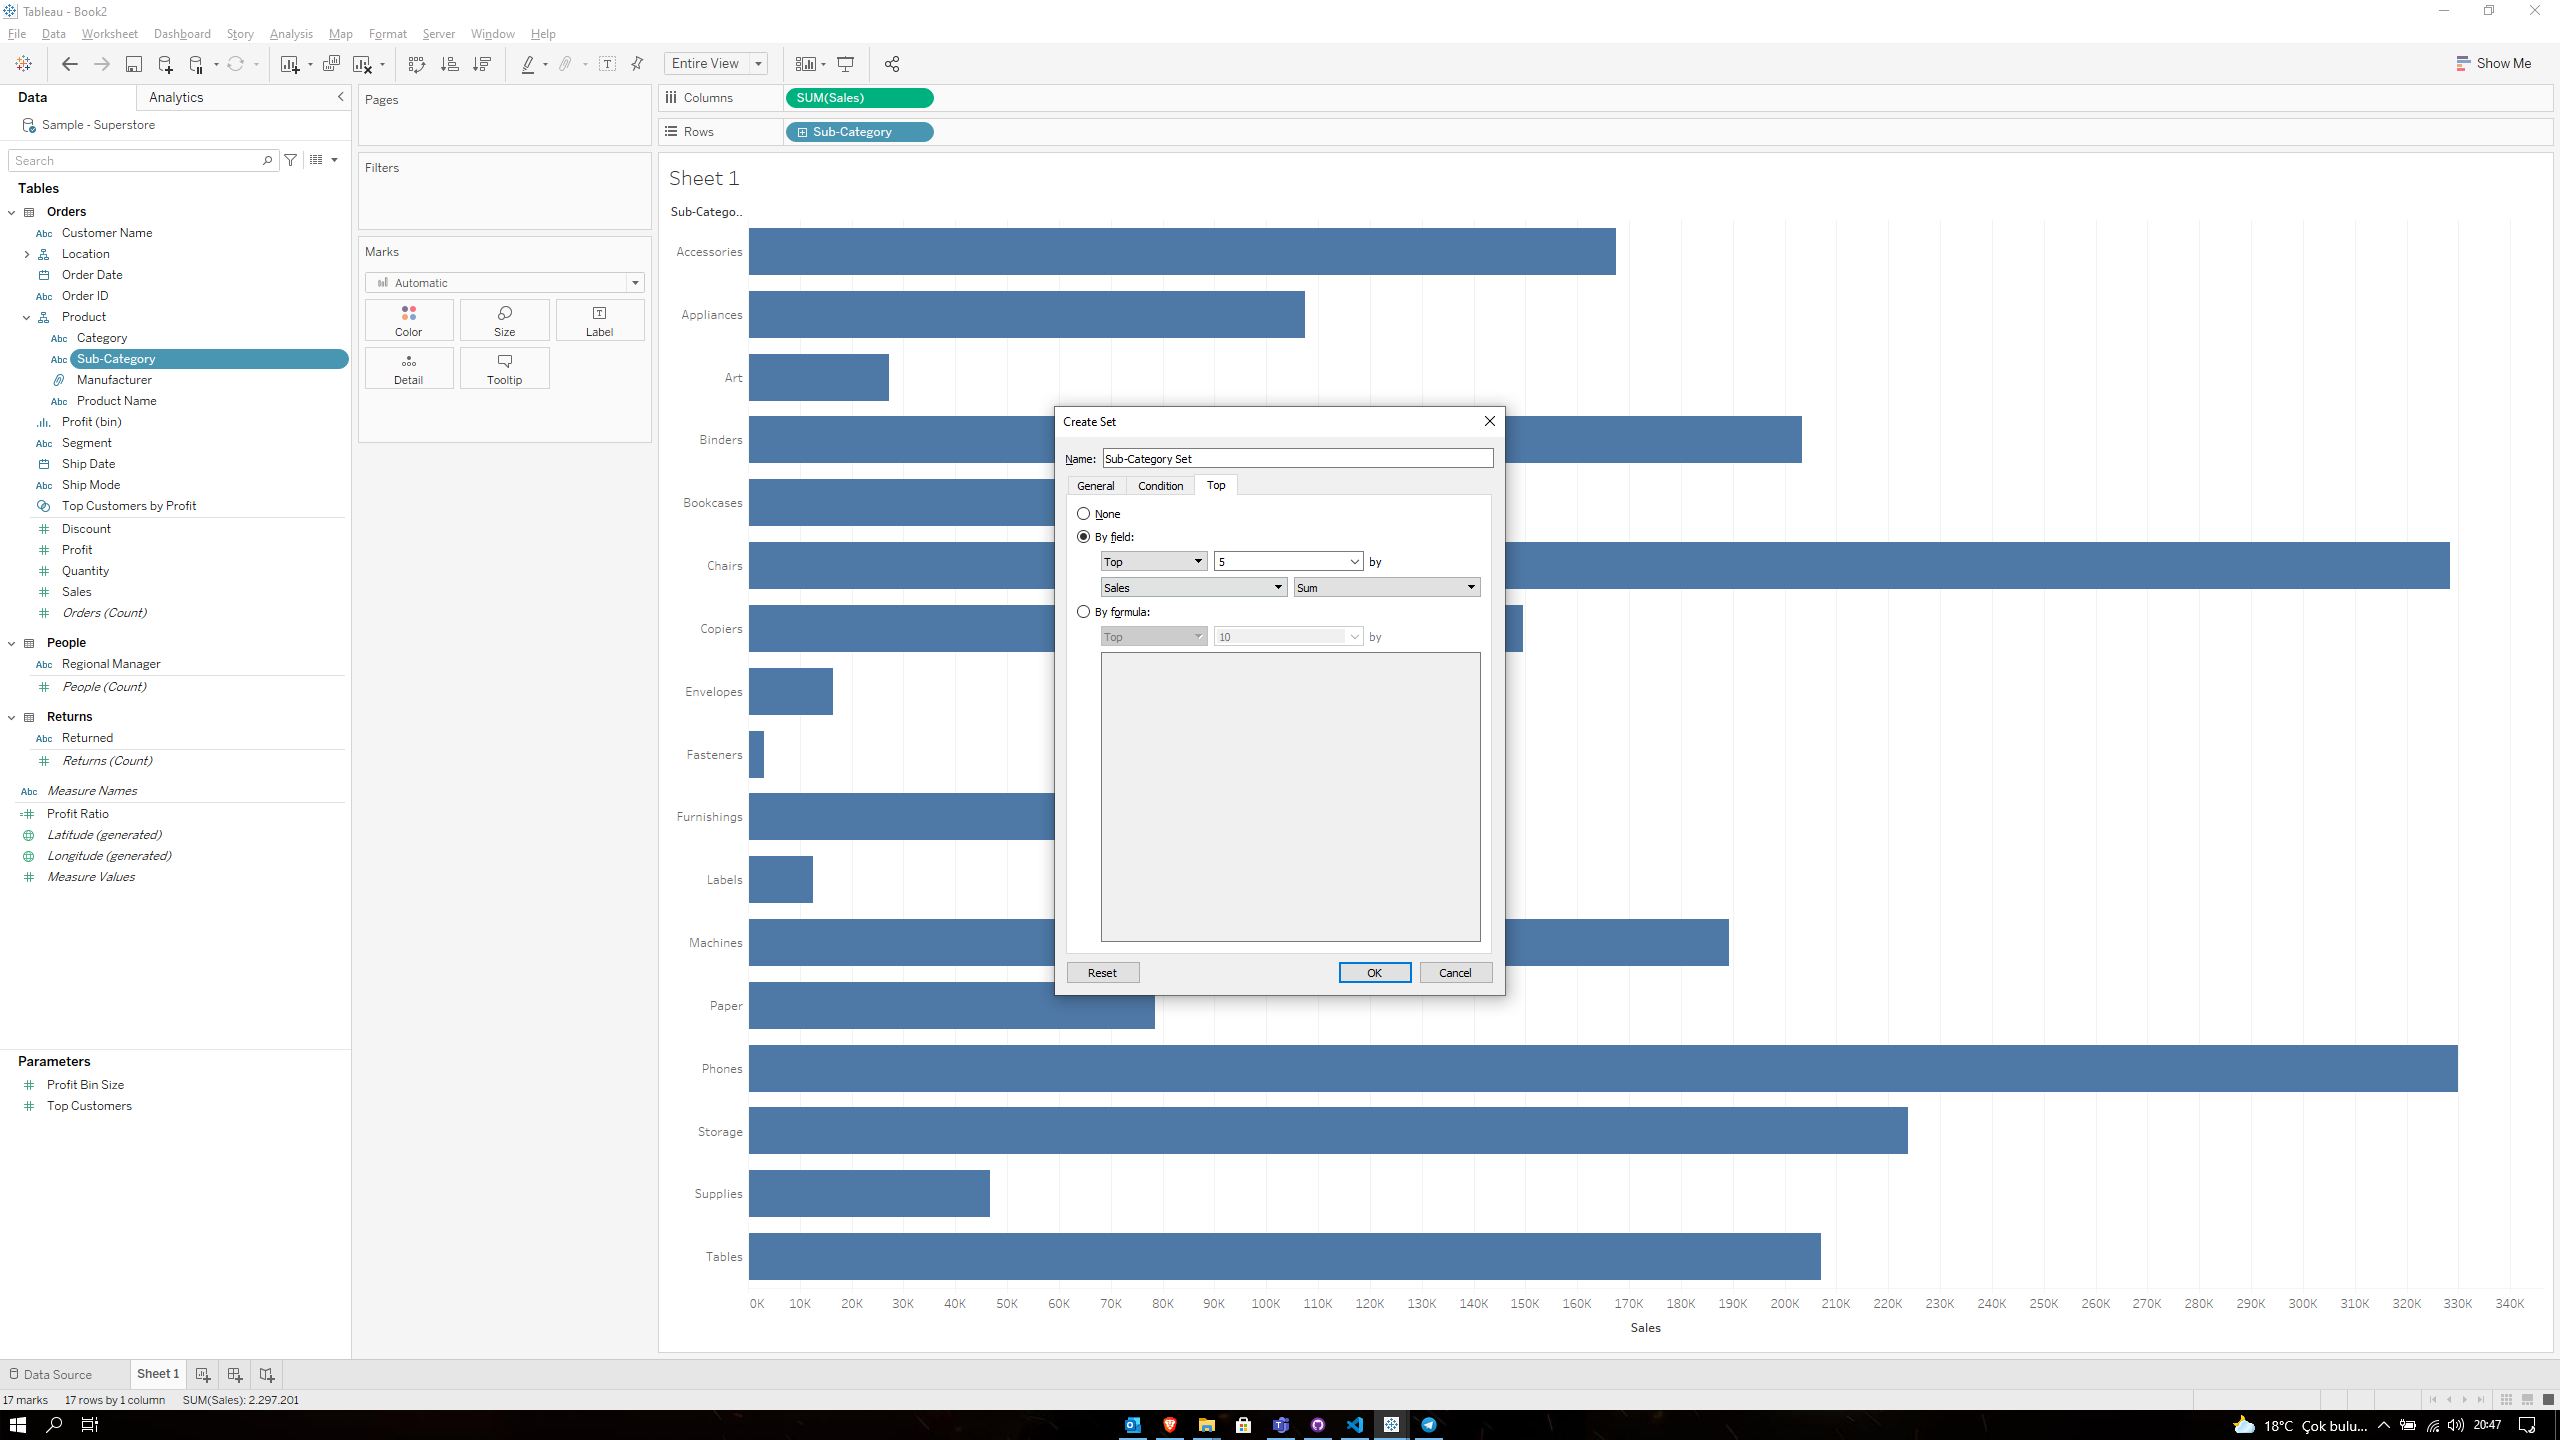 Tableau - Book2
File Data Worksheet Dashboard Story Analysis Map Format Server Window Help
Entire View
Show Me
Data
Analytics
Sample - Superstore
Search
Tables
Orders
Abc Customer Name
Location
Order Date
Abc Order ID
Product
Abc Category
Abc Sub-Category
Manufacturer
Abc Product Name
Profit (bin)
Abc Segment
Ship Date
Abc Ship Mode
Top Customers by Profit
# Discount
# Profit
# Quantity
# Sales
# Orders (Count)
People
Abc Regional Manager
# People (Count)
Returns
Abc Returned
# Returns (Count)
Abc Measure Names
=# Profit Ratio
Latitude (generated)
Longitude (generated)
# Measure Values
Parameters
# Profit Bin Size
# Top Customers
Pages
Filters
Marks
Automatic
Color
Size
Label
Detail
Tooltip
Columns
SUM(Sales)
Rows
Sub-Category
Sheet 1
Sub-Catego..
Accessories
Appliances
Art
Binders
Bookcases
Chairs
Copiers
Envelopes
Fasteners
Furnishings
Labels
Machines
Paper
Phones
Storage
Supplies
Tables
0K 10K 20K 30K 40K 50K 60K 70K 80K 90K 100K 110K 120K 130K 140K 150K 160K 170K 180K 190K 200K 210K 220K 230K 240K 250K 260K 270K 280K 290K 300K 310K 320K 330K 340K
Sales
Create Set
Name: Sub-Category Set
General Condition Top
None
By field:
Top 5 by
Sales Sum
By formula:
Top 10 by
Reset OK Cancel
Data Source
Sheet 1
17 marks 17 rows by 1 column SUM(Sales): 2.297.201
18°C Çok bulu... 20:47